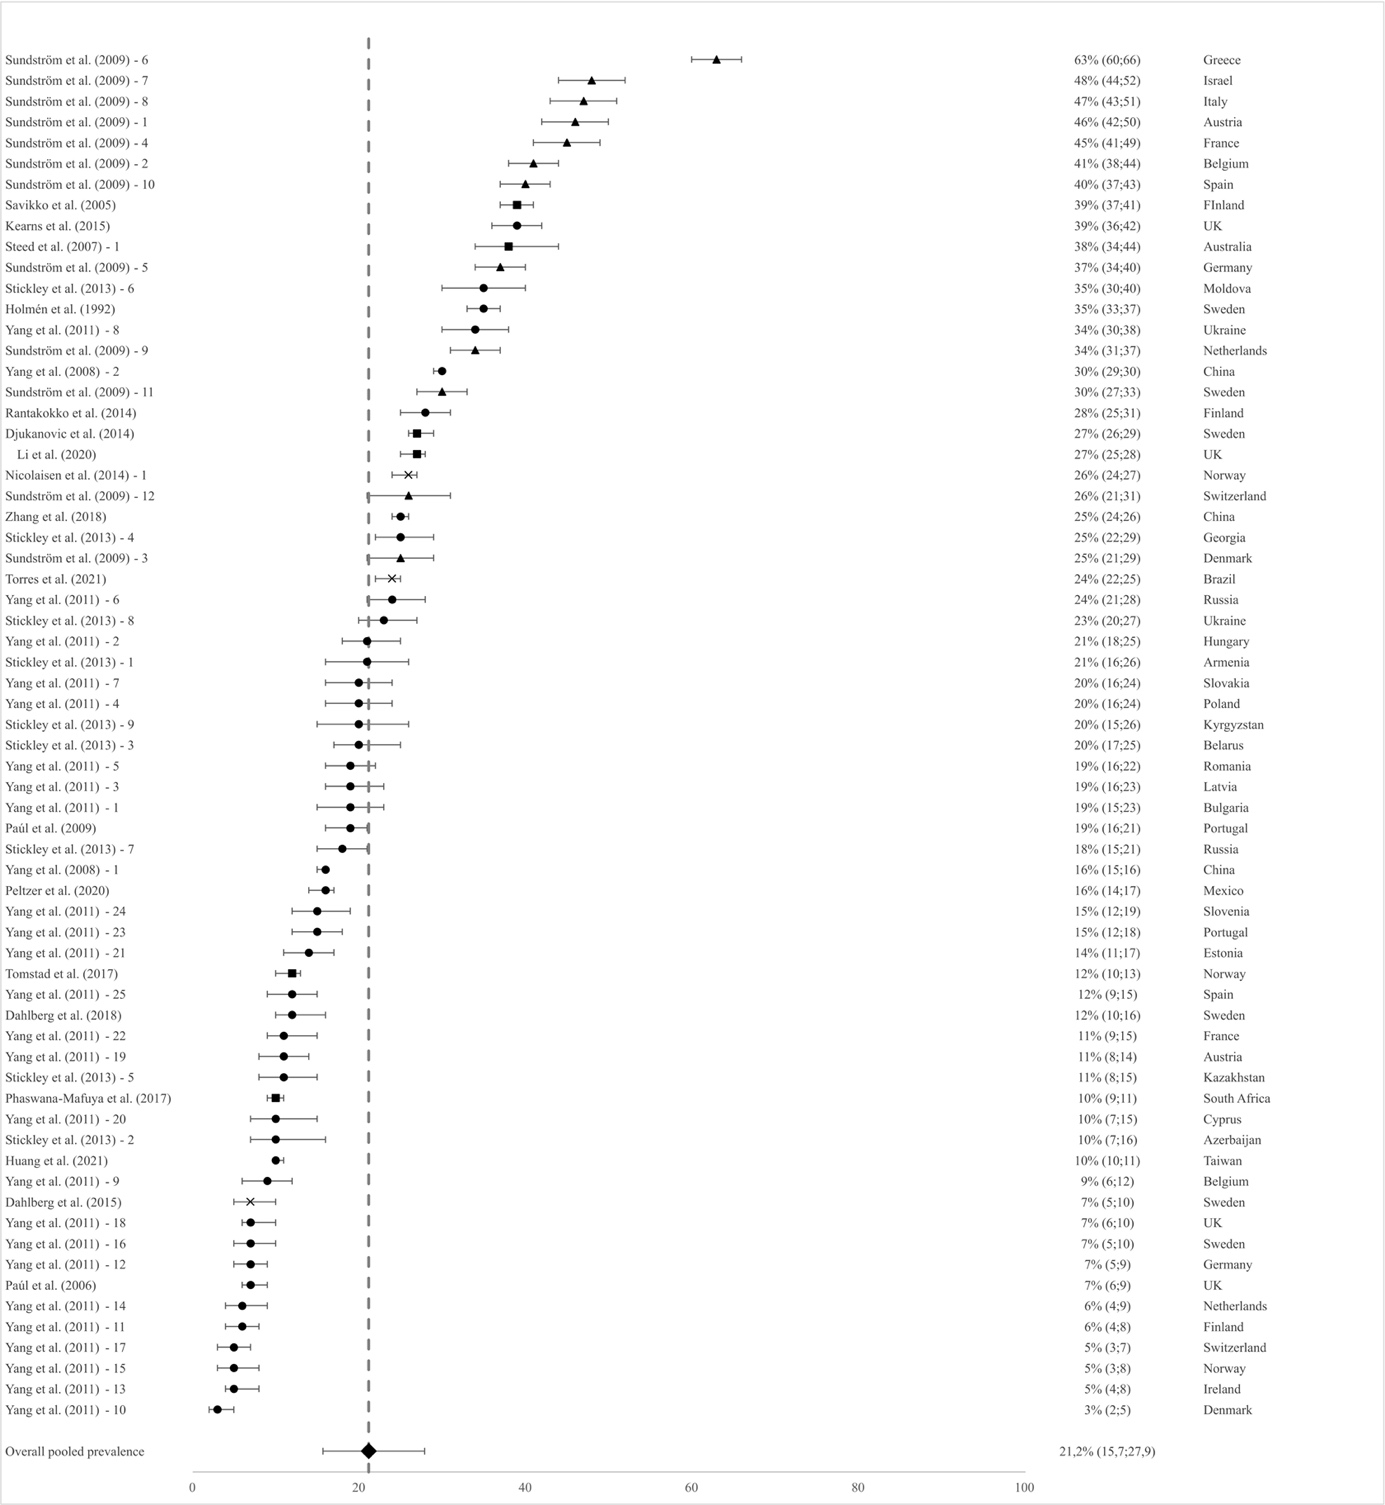 Sundström et al. (2009) - 6 63% (60;66) Greece
Sundström et al. (2009) - 7 48% (44;52) Israel
Sundström et al. (2009) - 8 47% (43;51) Italy
Sundström et al. (2009) - 1 46% (42;50) Austria
Sundström et al. (2009) - 4 45% (41;49) France
Sundström et al. (2009) - 2 41% (38;44) Belgium
Sundström et al. (2009) - 10 40% (37;43) Spain
Savikko et al. (2005) 39% (37;41) FInland
Kearns et al. (2015) 39% (36;42) UK
Steed et al. (2007) - 1 38% (34;44) Australia
Sundström et al. (2009) - 5 37% (34;40) Germany
Stickley et al. (2013) - 6 35% (30;40) Moldova
Holmén et al. (1992) 35% (33;37) Sweden
Yang et al. (2011) - 8 34% (30;38) Ukraine
Sundström et al. (2009) - 9 34% (31;37) Netherlands
Yang et al. (2008) - 2 30% (29;30) China
Sundström et al. (2009) - 11 30% (27;33) Sweden
Rantakokko et al. (2014) 28% (25;31) Finland
Djukanovic et al. (2014) 27% (26;29) Sweden
Li et al. (2020) 27% (25;28) UK
Nicolaisen et al. (2014) - 1 26% (24;27) Norway
Sundström et al. (2009) - 12 26% (21;31) Switzerland
Zhang et al. (2018) 25% (24;26) China
Stickley et al. (2013) - 4 25% (22;29) Georgia
Sundström et al. (2009) - 3 25% (21;29) Denmark
Torres et al. (2021) 24% (22;25) Brazil
Yang et al. (2011) - 6 24% (21;28) Russia
Stickley et al. (2013) - 8 23% (20;27) Ukraine
Yang et al. (2011) - 2 21% (18;25) Hungary
Stickley et al. (2013) - 1 21% (16;26) Armenia
Yang et al. (2011) - 7 20% (16;24) Slovakia
Yang et al. (2011) - 4 20% (16;24) Poland
Stickley et al. (2013) - 9 20% (15;26) Kyrgyzstan
Stickley et al. (2013) - 3 20% (17;25) Belarus
Yang et al. (2011) - 5 19% (16;22) Romania
Yang et al. (2011) - 3 19% (16;23) Latvia
Yang et al. (2011) - 1 19% (15;23) Bulgaria
Paúl et al. (2009) 19% (16;21) Portugal
Stickley et al. (2013) - 7 18% (15;21) Russia
Yang et al. (2008) - 1 16% (15;16) China
Peltzer et al. (2020) 16% (14;17) Mexico
Yang et al. (2011) - 24 15% (12;19) Slovenia
Yang et al. (2011) - 23 15% (12;18) Portugal
Yang et al. (2011) - 21 14% (11;17) Estonia
Tomstad et al. (2017) 12% (10;13) Norway
Yang et al. (2011) - 25 12% (9;15) Spain
Dahlberg et al. (2018) 12% (10;16) Sweden
Yang et al. (2011) - 22 11% (9;15) France
Yang et al. (2011) - 19 11% (8;14) Austria
Stickley et al. (2013) - 5 11% (8;15) Kazakhstan
Phaswana-Mafuya et al. (2017) 10% (9;11) South Africa
Yang et al. (2011) - 20 10% (7;15) Cyprus
Stickley et al. (2013) - 2 10% (7;16) Azerbaijan
Huang et al. (2021) 10% (10;11) Taiwan
Yang et al. (2011) - 9 9% (6;12) Belgium
Dahlberg et al. (2015) 7% (5;10) Sweden
Yang et al. (2011) - 18 7% (6;10) UK
Yang et al. (2011) - 16 7% (5;10) Sweden
Yang et al. (2011) - 12 7% (5;9) Germany
Paúl et al. (2006) 7% (6;9) UK
Yang et al. (2011) - 14 6% (4;9) Netherlands
Yang et al. (2011) - 11 6% (4;8) Finland
Yang et al. (2011) - 17 5% (3;7) Switzerland
Yang et al. (2011) - 15 5% (3;8) Norway
Yang et al. (2011) - 13 5% (4;8) Ireland
Yang et al. (2011) - 10 3% (2;5) Denmark
Overall pooled prevalence 21,2% (15,7;27,9)
0 20 40 60 80 100